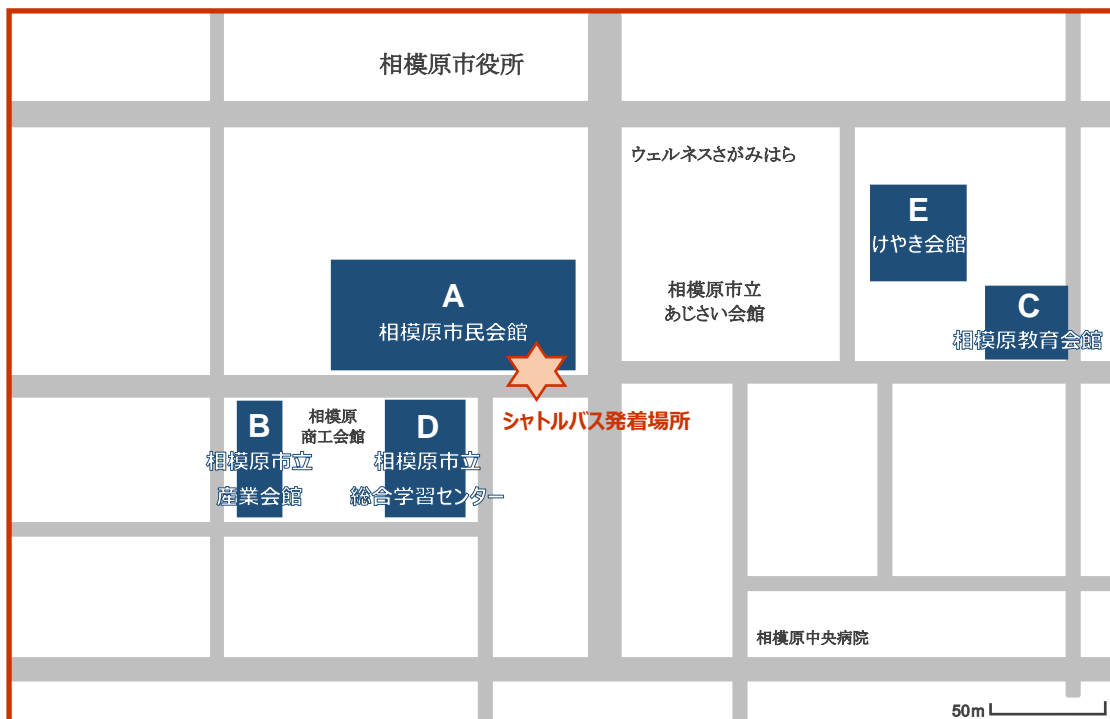 相模原市役所
ウェルネスさがみはら
E
けやき会館
A
相模原市民会館
相模原市立
あじさい会館
C
相模原教育会館
シャトルバス発着場所
B
相模原市立
産業会館
相模原
商工会館
D
相模原市立
総合学習センター
相模原中央病院
50m